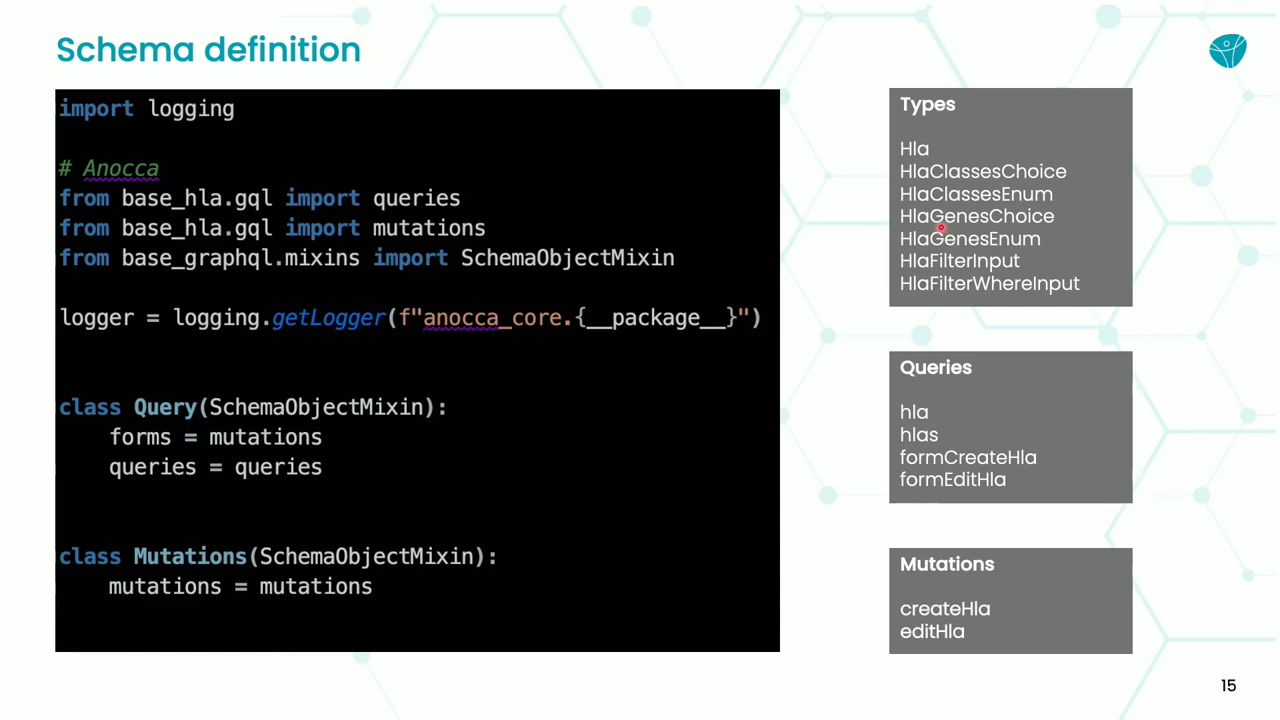 Schema definition
import logging
# Anocca
from base_hla.gql import queries
from base_hla.gql import mutations
from base_graphql.mixins import SchemaObjectMixin
logger = logging.getLogger(f"anocca_core.{__package__}")
class Query(SchemaObjectMixin):
    forms = mutations
    queries = queries
class Mutations(SchemaObjectMixin):
    mutations = mutations
Types
Hla
HlaClassesChoice
HlaClassesEnum
HlaGenesChoice
HlaGenesEnum
HlaFilterInput
HlaFilterWhereInput
Queries
hla
hlas
formCreateHla
formEditHla
Mutations
createHla
editHla
15